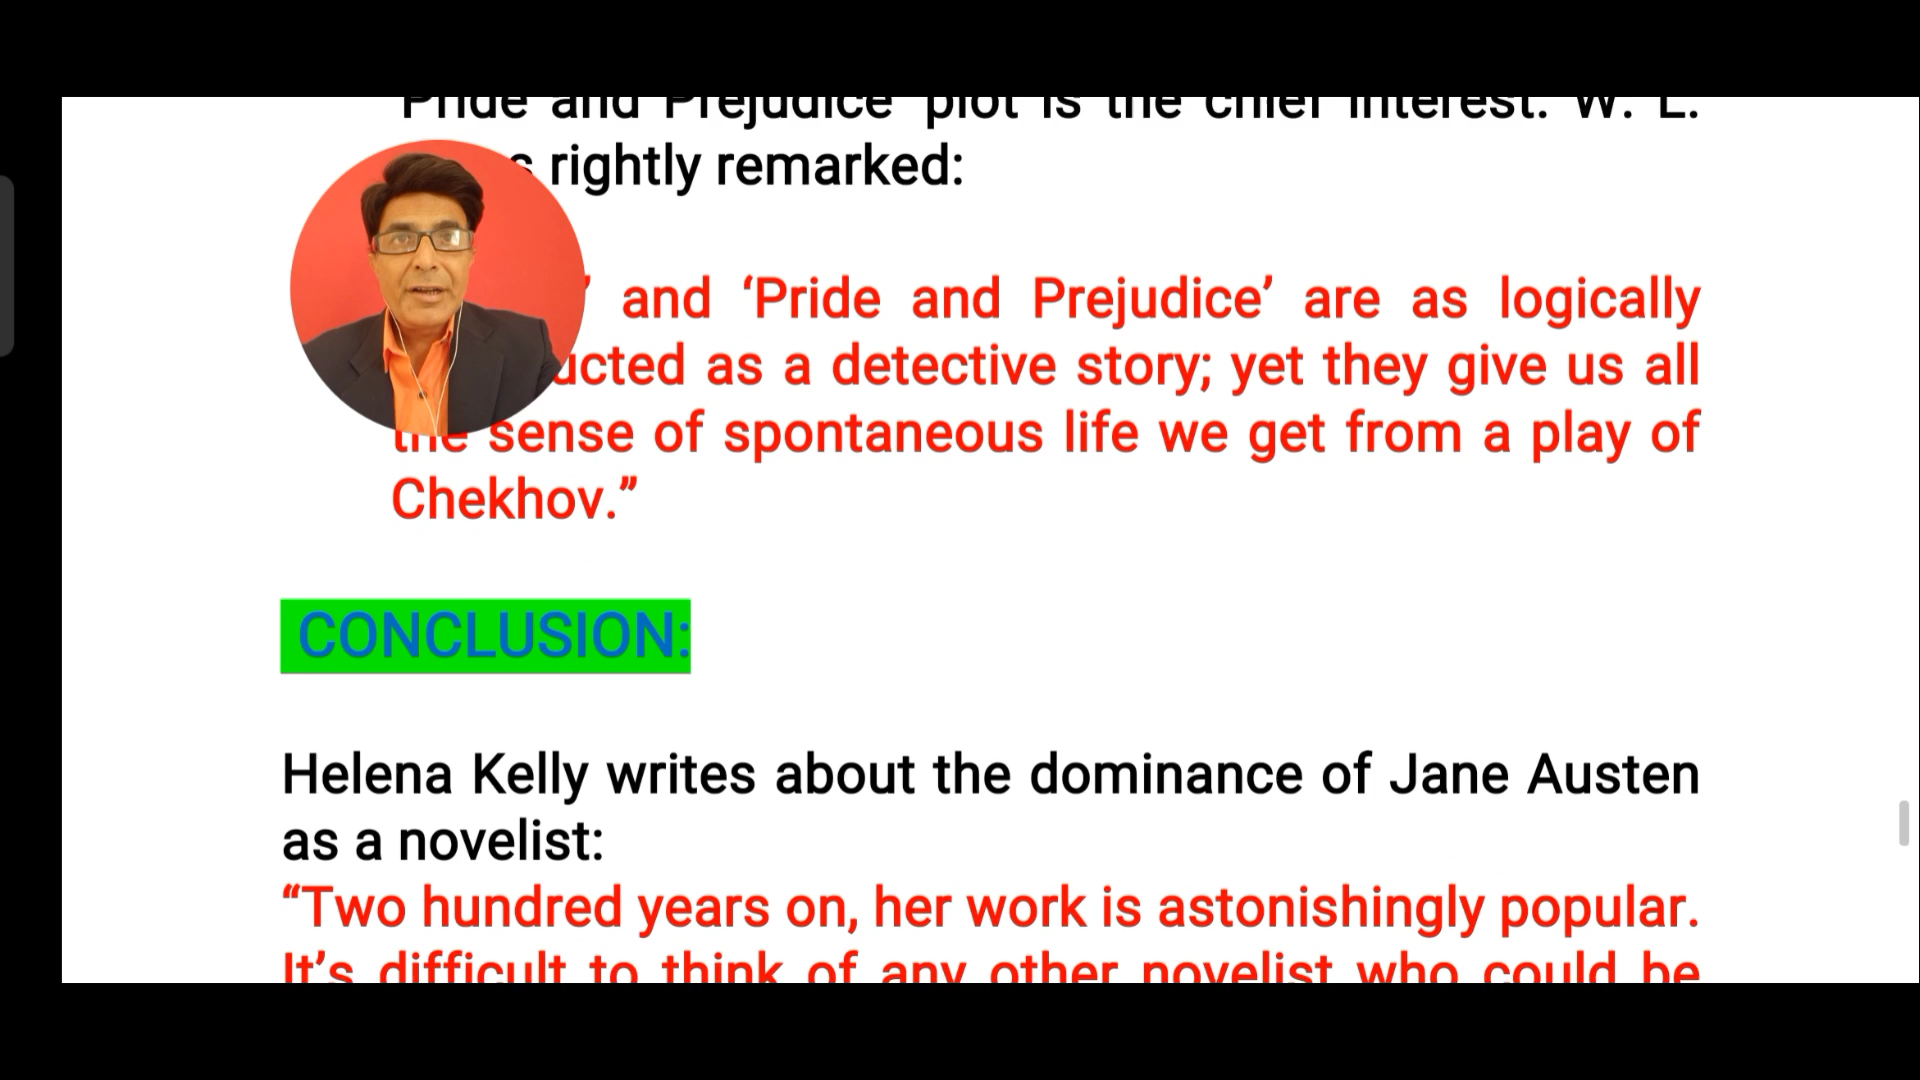 'Pride and Prejudice' plot is the chief interest. W. L.
rightly remarked:
and ‘Pride and Prejudice’ are as logically
as a detective story; yet they give us all
the sense of spontaneous life we get from a play of
Chekhov.”
CONCLUSION:
Helena Kelly writes about the dominance of Jane Austen
as a novelist:
“Two hundred years on, her work is astonishingly popular.
It’s difficult to think of any other novelist who could be